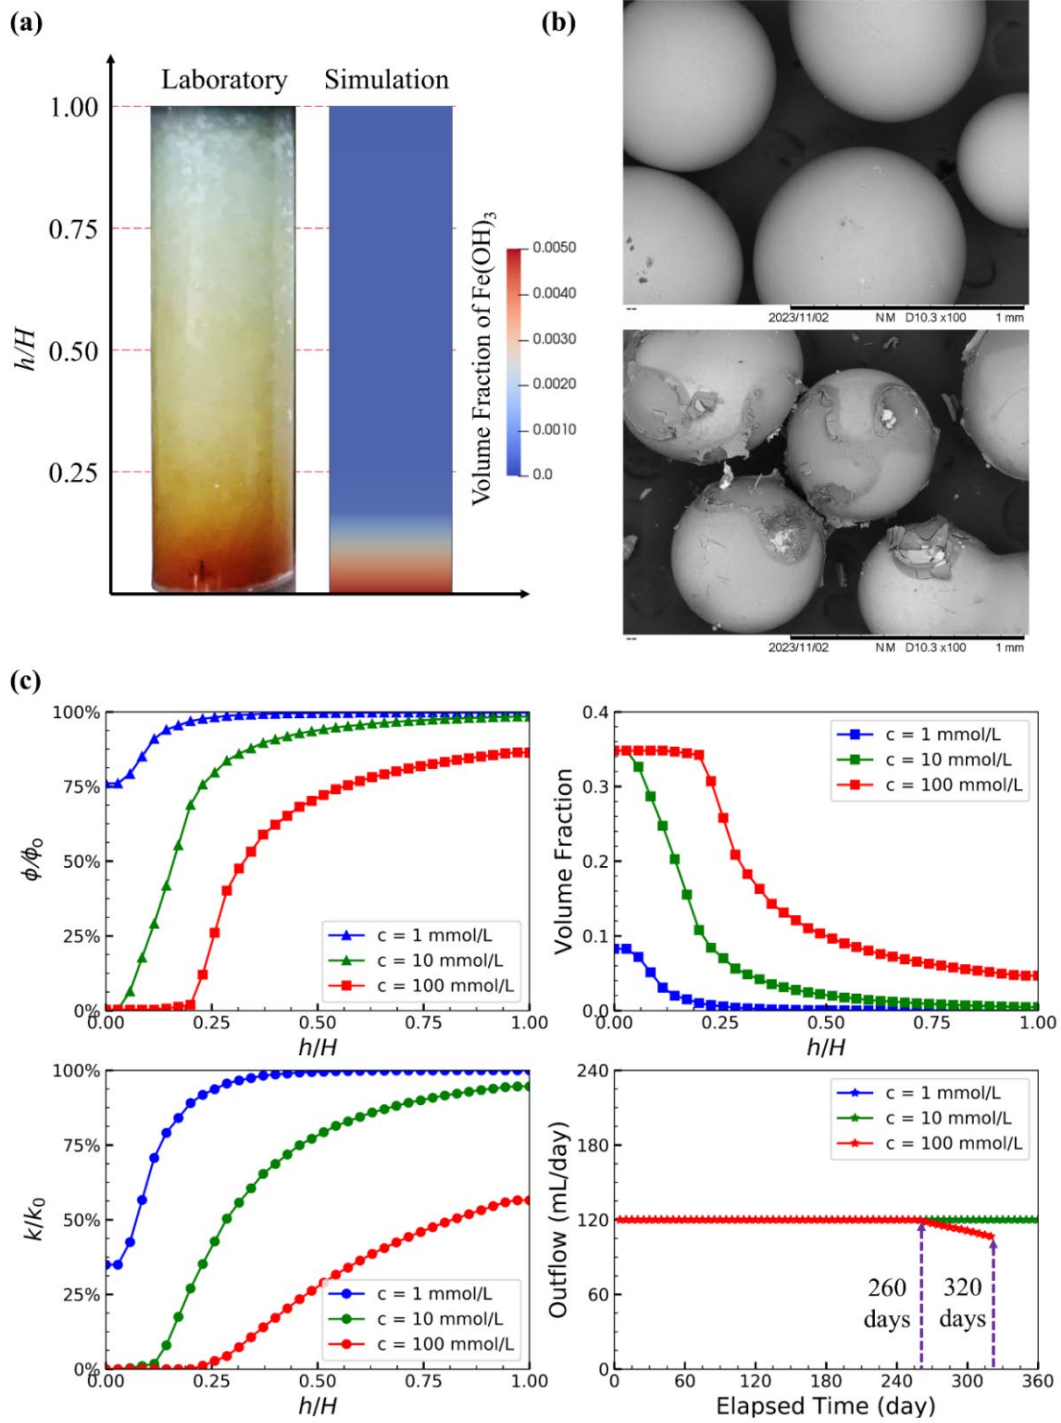 (a)
(b)
Laboratory Simulation
1.00
0.75
0.50
0.25
h/H
Volume Fraction of Fe(OH)3
0.0050
0.0040
0.0030
0.0020
0.0010
0.0
2023/11/02 NM D10.3 x100 1 mm
2023/11/02 NM D10.3 x100 1 mm
(c)
100%
75%
50%
25%
0%
ϕ/ϕ0
c = 1 mmol/L
c = 10 mmol/L
c = 100 mmol/L
0.00 0.25 0.50 0.75 1.00
h/H
0.4
0.3
0.2
0.1
0.0
Volume Fraction
c = 1 mmol/L
c = 10 mmol/L
c = 100 mmol/L
0.00 0.25 0.50 0.75 1.00
h/H
100%
75%
50%
25%
0%
k/k0
c = 1 mmol/L
c = 10 mmol/L
c = 100 mmol/L
0.00 0.25 0.50 0.75 1.00
h/H
240
180
120
60
0
Outflow (mL/day)
c = 1 mmol/L
c = 10 mmol/L
c = 100 mmol/L
260 320
days days
0 60 120 180 240 300 360
Elapsed Time (day)